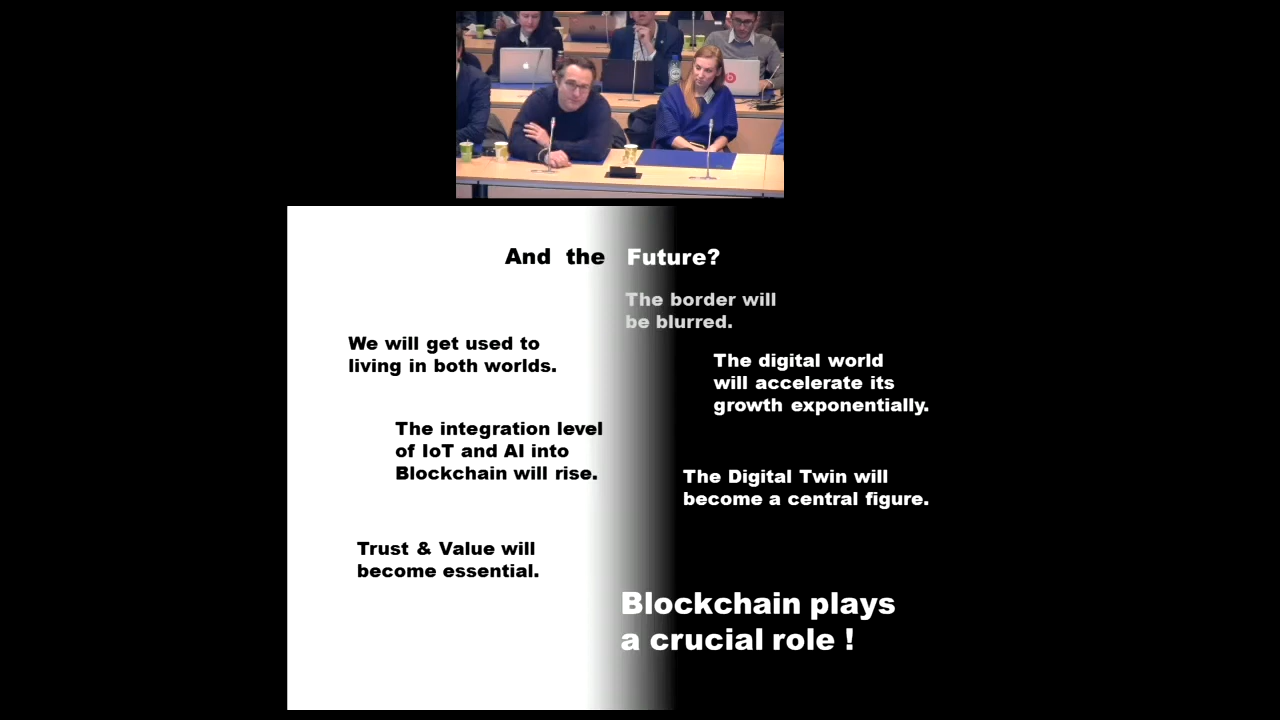 And the Future?
The border will
be blurred.
We will get used to
living in both worlds.
The digital world
will accelerate its
growth exponentially.
The integration level
of IoT and AI into
Blockchain will rise.
The Digital Twin will
become a central figure.
Trust & Value will
become essential.
Blockchain plays
a crucial role !